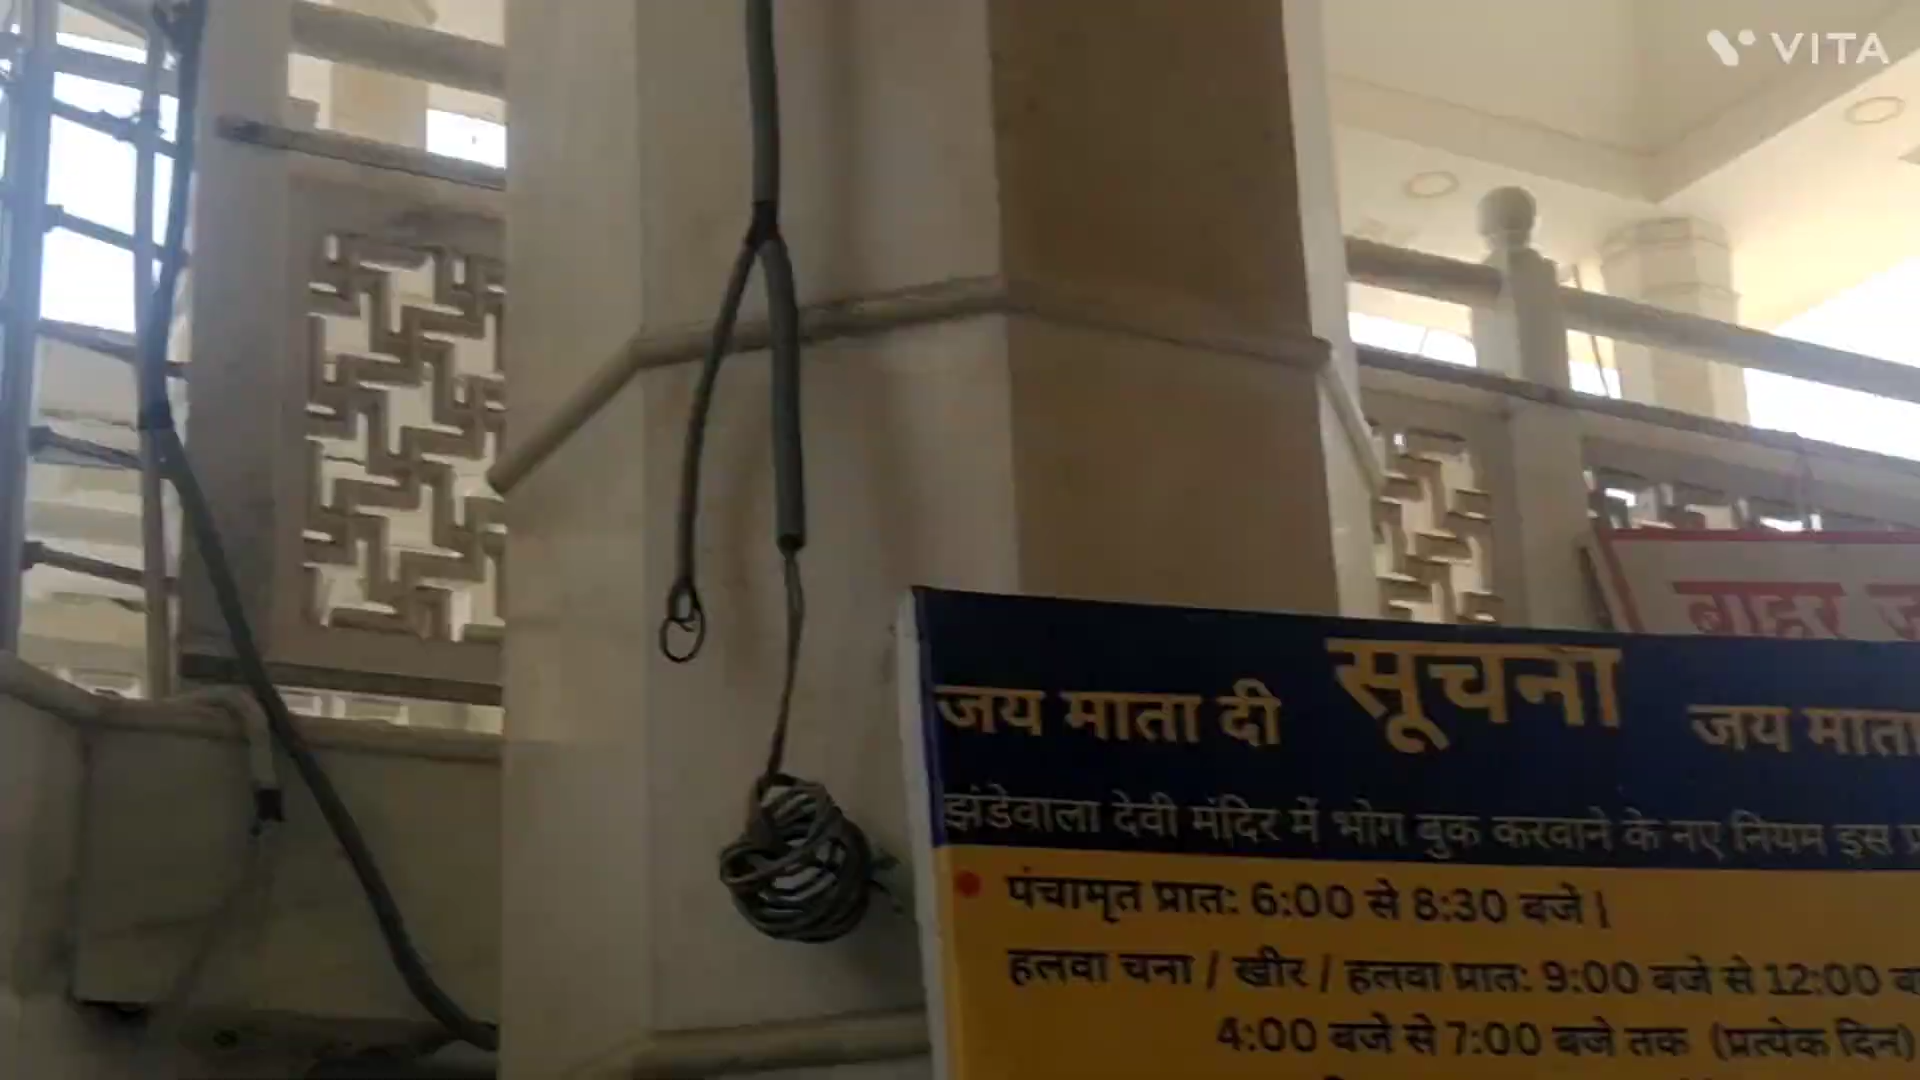 VITA
बाहर
सूचना
जय माता दी जय माता
झंडेवाला देवी मंदिर में भोग बुक करवाने के नए नियम इस
पंचामृत प्रात: 6:00 से 8:30 बजे |
हलवा चना / खीर / हलवा प्रात: 9:00 बजे से 12:00
4:00 बजे से 7:00 बजे तक (प्रत्येक दिन)